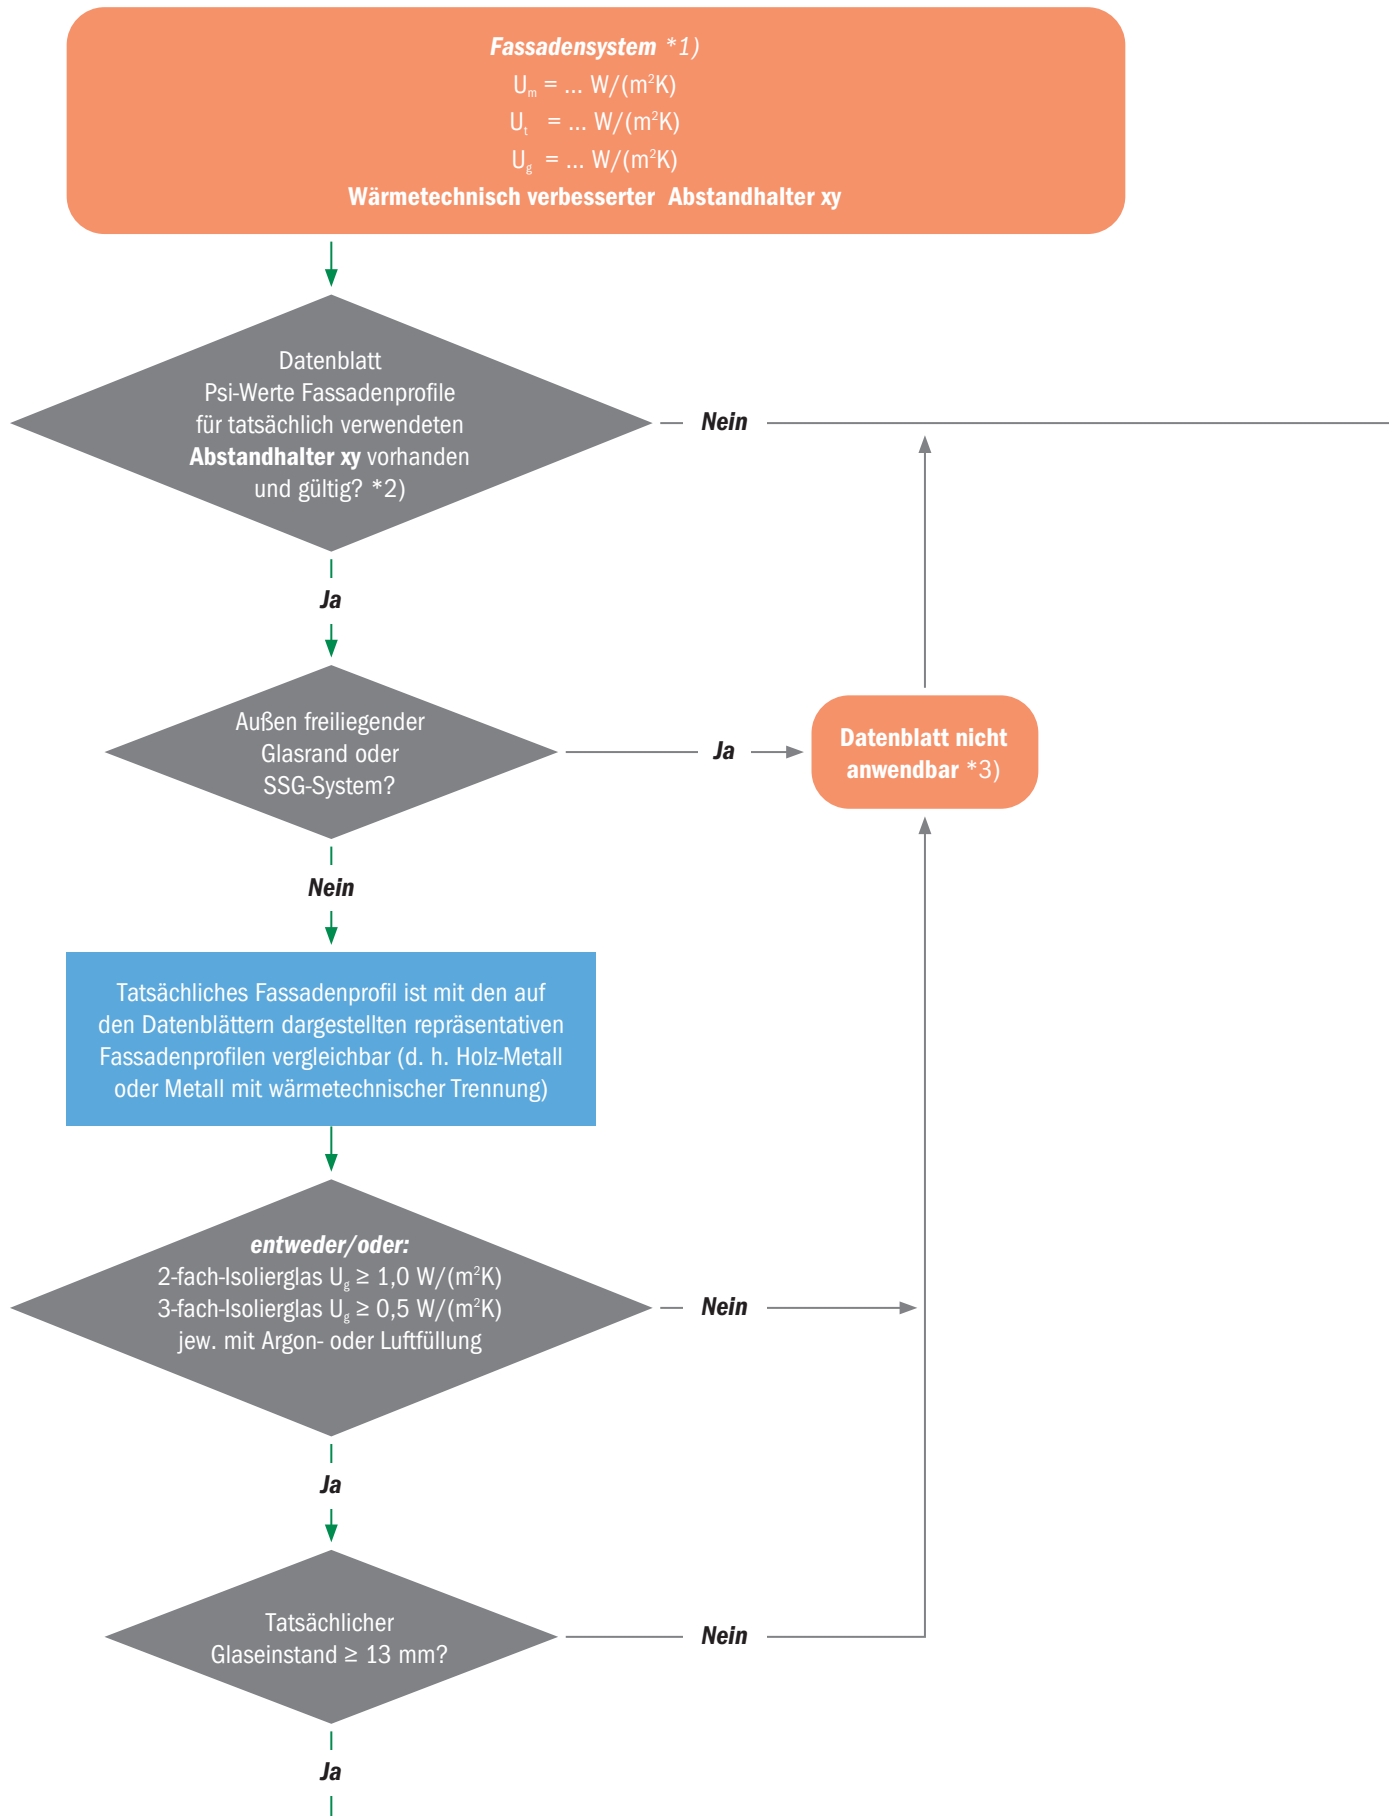 Fassadensystem *1)
Um = ... W/(m²K)
Ut = ... W/(m²K)
Ug = ... W/(m²K)
Wärmetechnisch verbesserter Abstandhalter xy
Datenblatt
Psi-Werte Fassadenprofile
für tatsächlich verwendeten
Abstandhalter xy vorhanden
und gültig? *2)
Nein
Ja
Außen freiliegender
Glasrand oder
SSG-System?
Ja
Datenblatt nicht
anwendbar *3)
Nein
Tatsächliches Fassadenprofil ist mit den auf
den Datenblättern dargestellten repräsentativen
Fassadenprofilen vergleichbar (d. h. Holz-Metall
oder Metall mit wärmetechnischer Trennung)
entweder/oder:
2-fach-Isolierglas Ug ≥ 1,0 W/(m²K)
3-fach-Isolierglas Ug ≥ 0,5 W/(m²K)
jew. mit Argon- oder Luftfüllung
Nein
Ja
Tatsächlicher
Glaseinstand ≥ 13 mm?
Nein
Ja